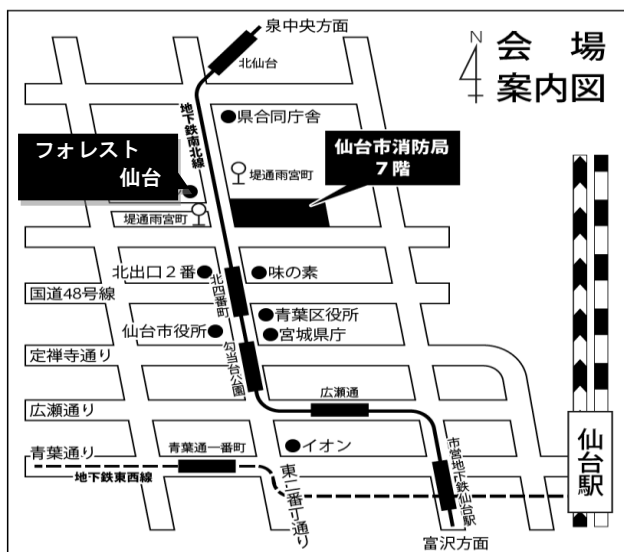 泉中央方面
N
会場
案内図
北仙台
地下鉄南北線
県合同庁舎
フォレスト
仙台
仙台市消防局
7階
堤通雨宮町
堤通雨宮町
北出口2番
味の素
北四番町
国道48号線
青葉区役所
仙台市役所
宮城県庁
定禅寺通り
勾当台公園
広瀬通り
広瀬通
青葉通り
青葉通一番町
イオン
仙台駅
地下鉄東西線
東二番丁通り
市営地下鉄仙台駅
富沢方面